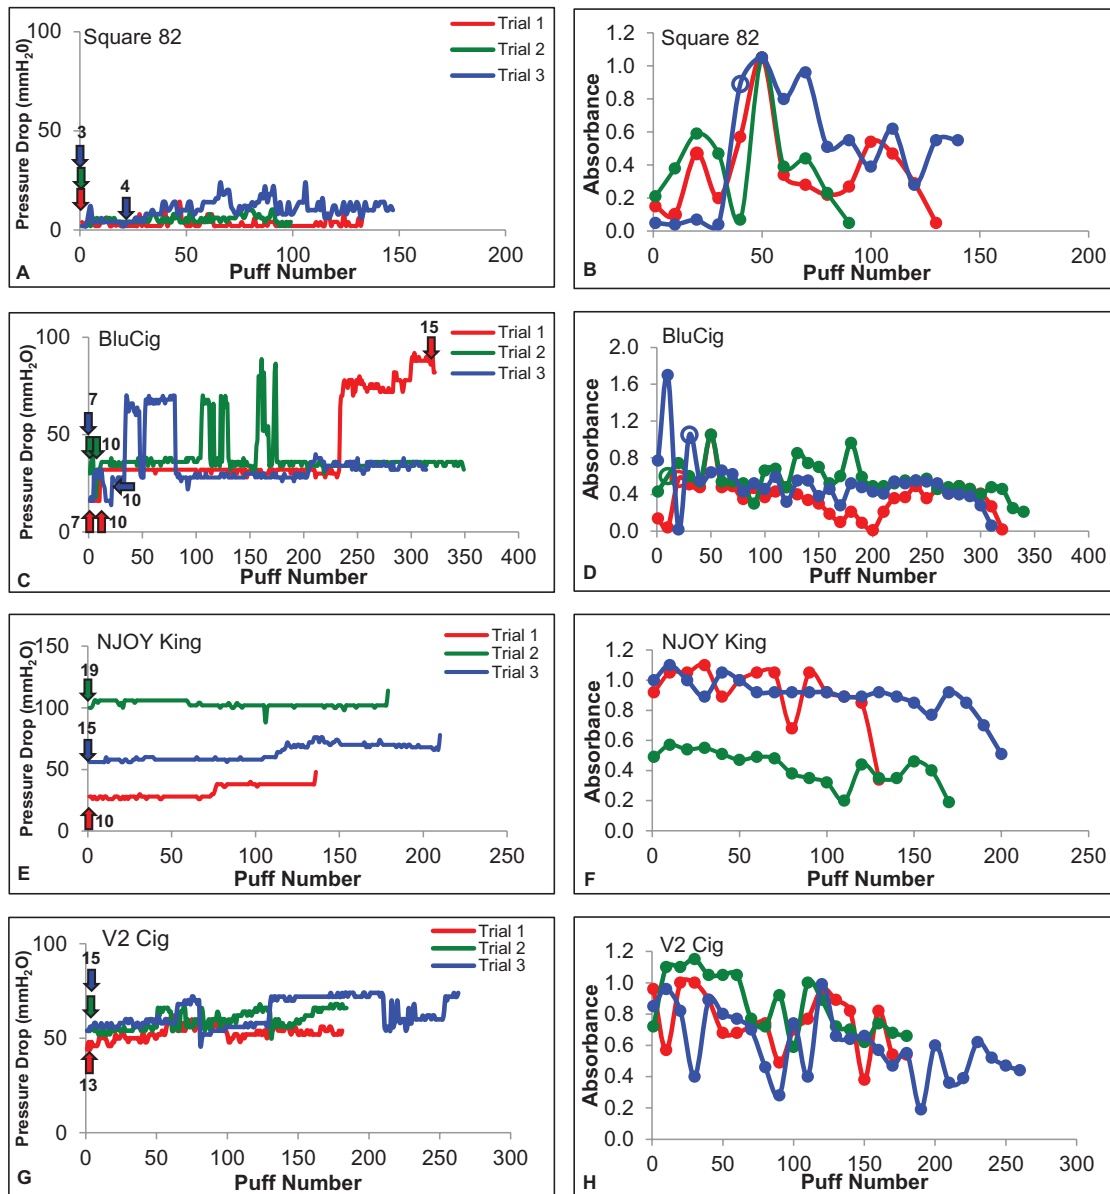 100
Square 82
Trial 1
Trial 2
Trial 3
Pressure Drop (mmH₂0)
50
3
4
0
0 50 100 150 200
A
Puff Number
Square 82
1.2
1.0
0.8
0.6
0.4
0.2
0.0
Absorbance
0 50 100 150 200
B
Puff Number
100
BluCig
Trial 1
Trial 2
Trial 3
15
Pressure Drop (mmH₂O)
7
50
10
10
0
7 10
0 50 100 150 200 250 300 350 400
C
Puff Number
BluCig
2.0
1.6
1.2
0.8
0.4
0.0
Absorbance
0 100 200 300 400
D
Puff Number
150
NJOY King
Trial 1
Trial 2
Trial 3
Pressure Drop (mmH₂O)
19
100
15
50
10
0
0 50 100 150 200 250
E
Puff Number
NJOY King
1.2
1.0
0.8
0.6
0.4
0.2
0.0
Absorbance
0 50 100 150 200 250
F
Puff Number
100
V2 Cig
Trial 1
Trial 2
Trial 3
Pressure Drop (mmH₂O)
15
50
13
0
0 50 100 150 200 250 300
G
Puff Number
V2 Cig
1.2
1.0
0.8
0.6
0.4
0.2
0.0
Absorbance
0 50 100 150 200 250 300
H
Puff Number